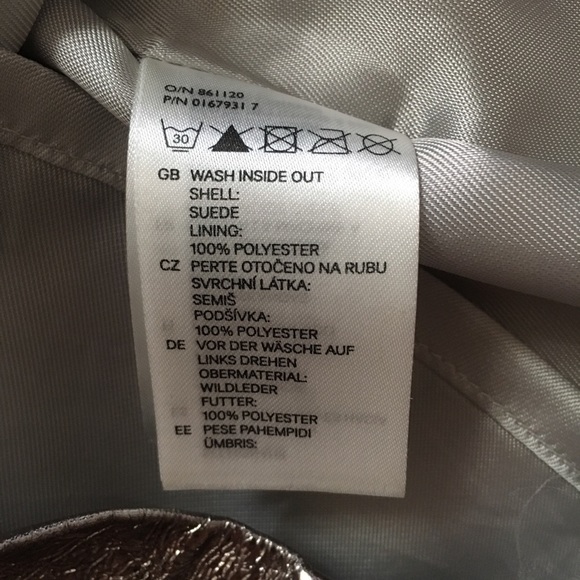 O/N 861120
P/N 0167931 7
30
GB WASH INSIDE OUT
SHELL:
SUEDE
LINING:
100% POLYESTER
CZ PERTE OTOČENO NA RUBU
SVRCHNÍ LÁTKA:
SEMIŠ
PODŠÍVKA:
100% POLYESTER
DE VOR DER WÄSCHE AUF
LINKS DREHEN
OBERMATERIAL:
WILDLEDER
FUTTER:
100% POLYESTER
EE PESE PAHEMPIDI
ÜMBRIS: